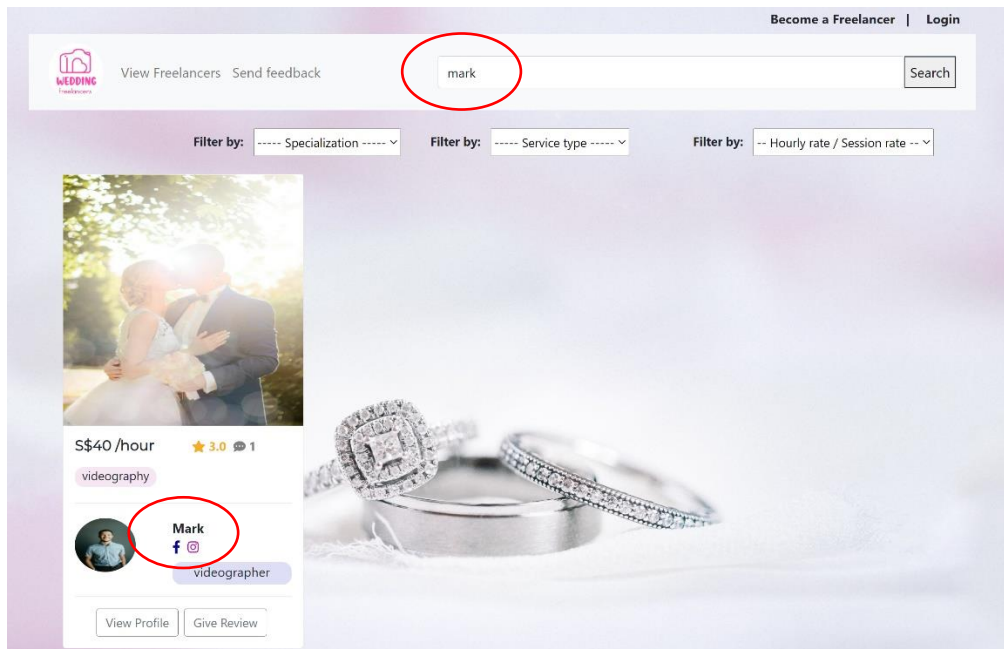 Become a Freelancer | Login
WEDDING
Freelancers
View Freelancers Send feedback
mark
Search
Filter by: ----- Specialization -----
Filter by: ----- Service type -----
Filter by: -- Hourly rate / Session rate --
S$40 /hour 3.0 1
videography
Mark
videographer
View Profile
Give Review